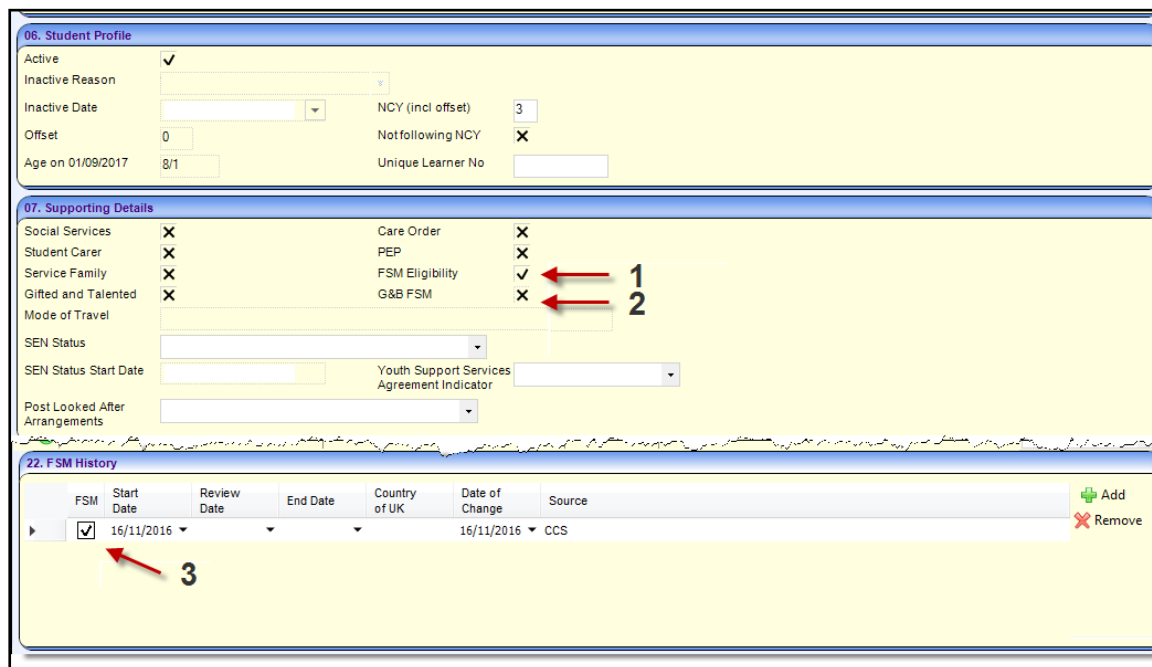 06. Student Profile
Active
Inactive Reason
Inactive Date NCY (incl offset) 3
Offset 0 Not following NCY
Age on 01/09/2017 8/1 Unique Learner No
07. Supporting Details
Social Services Care Order
Student Carer PEP
Service Family FSM Eligibility 1
Gifted and Talented G&B FSM 2
Mode of Travel
SEN Status
SEN Status Start Date Youth Support Services
Agreement Indicator
Post Looked After
Arrangements
22. FSM History
FSM Start Date Review Date End Date Country of UK Date of Change Source
Add
16/11/2016 16/11/2016 CCS
Remove
3